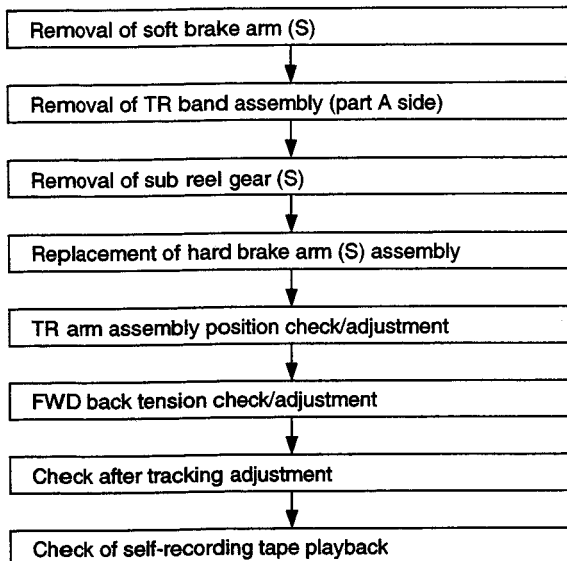 Removal of soft brake arm (S)
Removal of TR band assembly (part A side)
Removal of sub reel gear (S)
Replacement of hard brake arm (S) assembly
TR arm assembly position check/adjustment
FWD back tension check/adjustment
Check after tracking adjustment
Check of self-recording tape playback